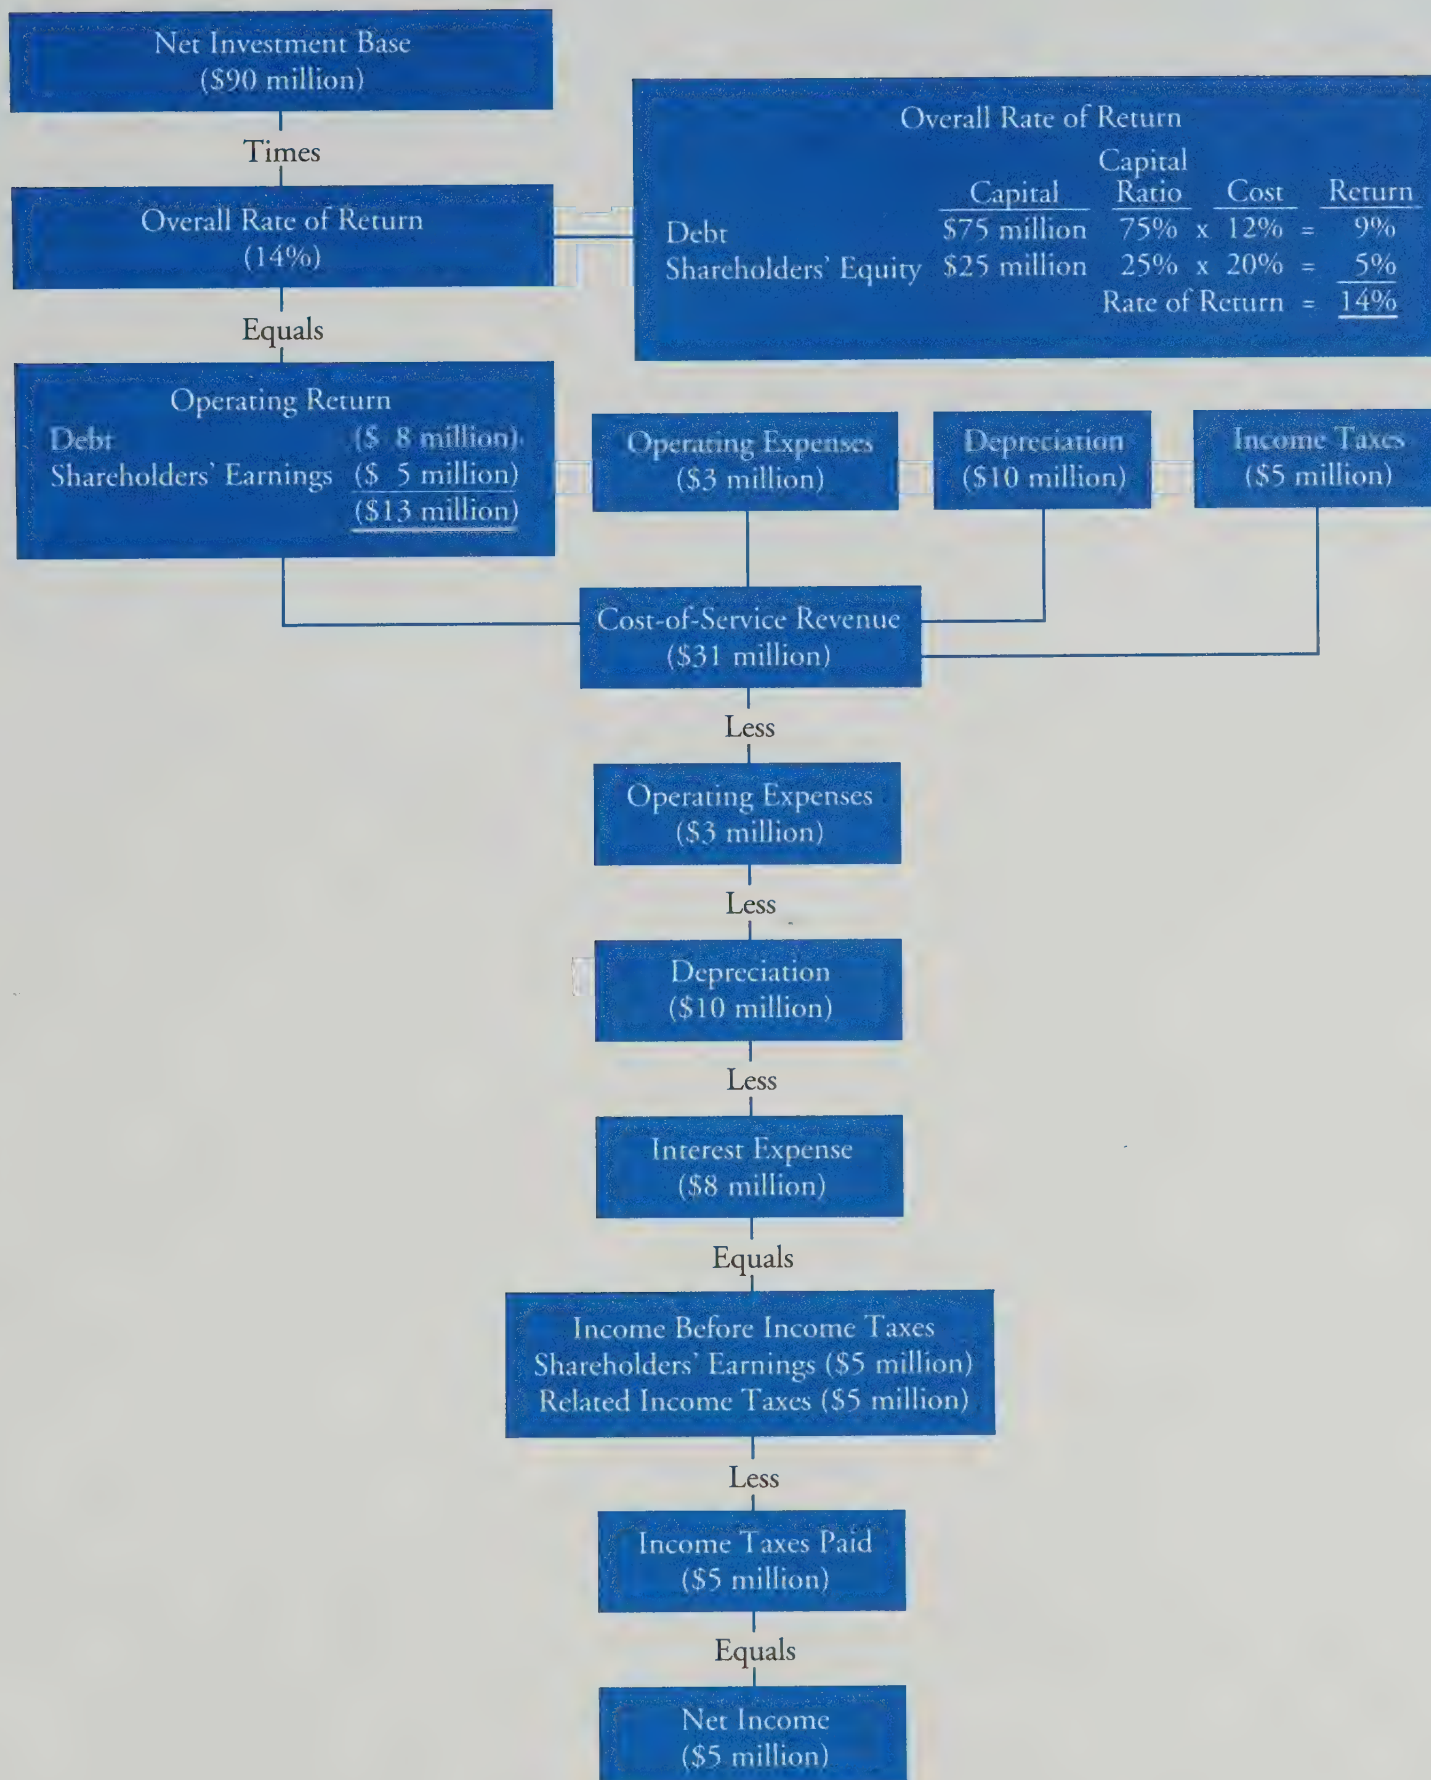 Net Investment Base
($90 million)
Times
Overall Rate of Return
(14%)
Overall Rate of Return
Capital
Capital Ratio Cost Return
Debt $75 million 75% x 12% = 9%
Shareholders' Equity $25 million 25% x 20% = 5%
Rate of Return = 14%
Equals
Operating Return
Debt ($ 8 million)
Shareholders' Earnings ($ 5 million)
($13 million)
Operating Expenses
($3 million)
Depreciation
($10 million)
Income Taxes
($5 million)
Cost-of-Service Revenue
($31 million)
Less
Operating Expenses
($3 million)
Less
Depreciation
($10 million)
Less
Interest Expense
($8 million)
Equals
Income Before Income Taxes
Shareholders' Earnings ($5 million)
Related Income Taxes ($5 million)
Less
Income Taxes Paid
($5 million)
Equals
Net Income
($5 million)